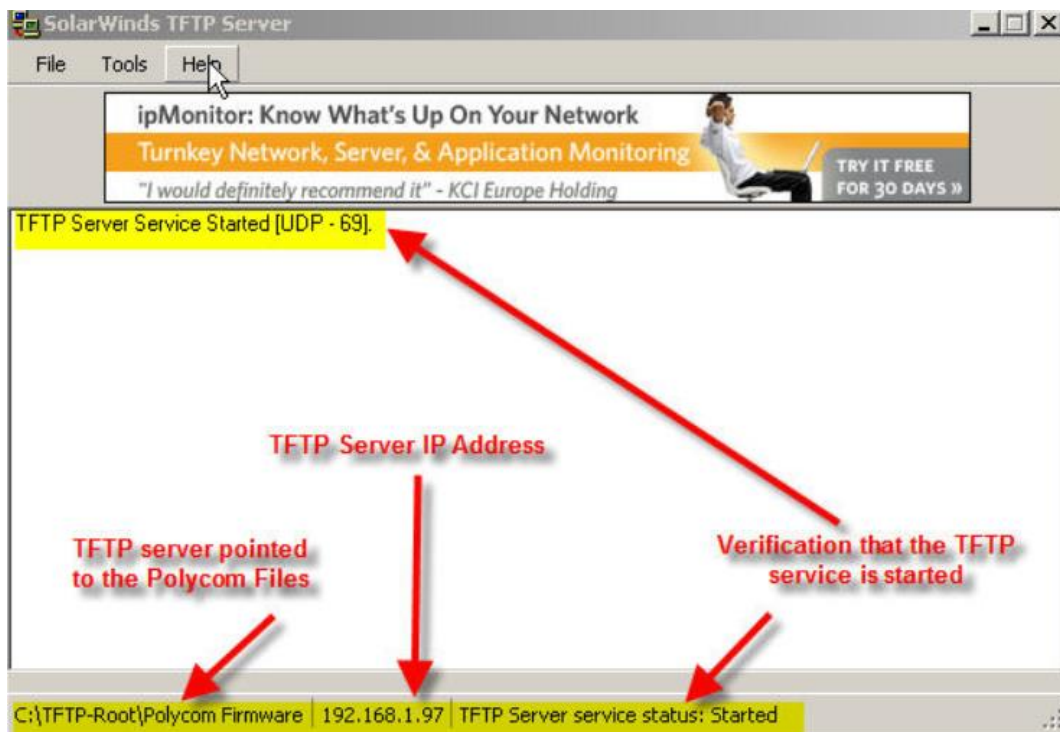 SolarWinds TFTP Server
File Tools Help
ipMonitor: Know What's Up On Your Network
Turnkey Network, Server, & Application Monitoring
"I would definitely recommend it" - KCI Europe Holding
TRY IT FREE
FOR 30 DAYS »
TFTP Server Service Started [UDP - 69].
TFTP Server IP Address
TFTP server pointed
to the Polycom Files
Verification that the TFTP
service is started
C:\TFTP-Root\Polycom Firmware 192.168.1.97 TFTP Server service status: Started